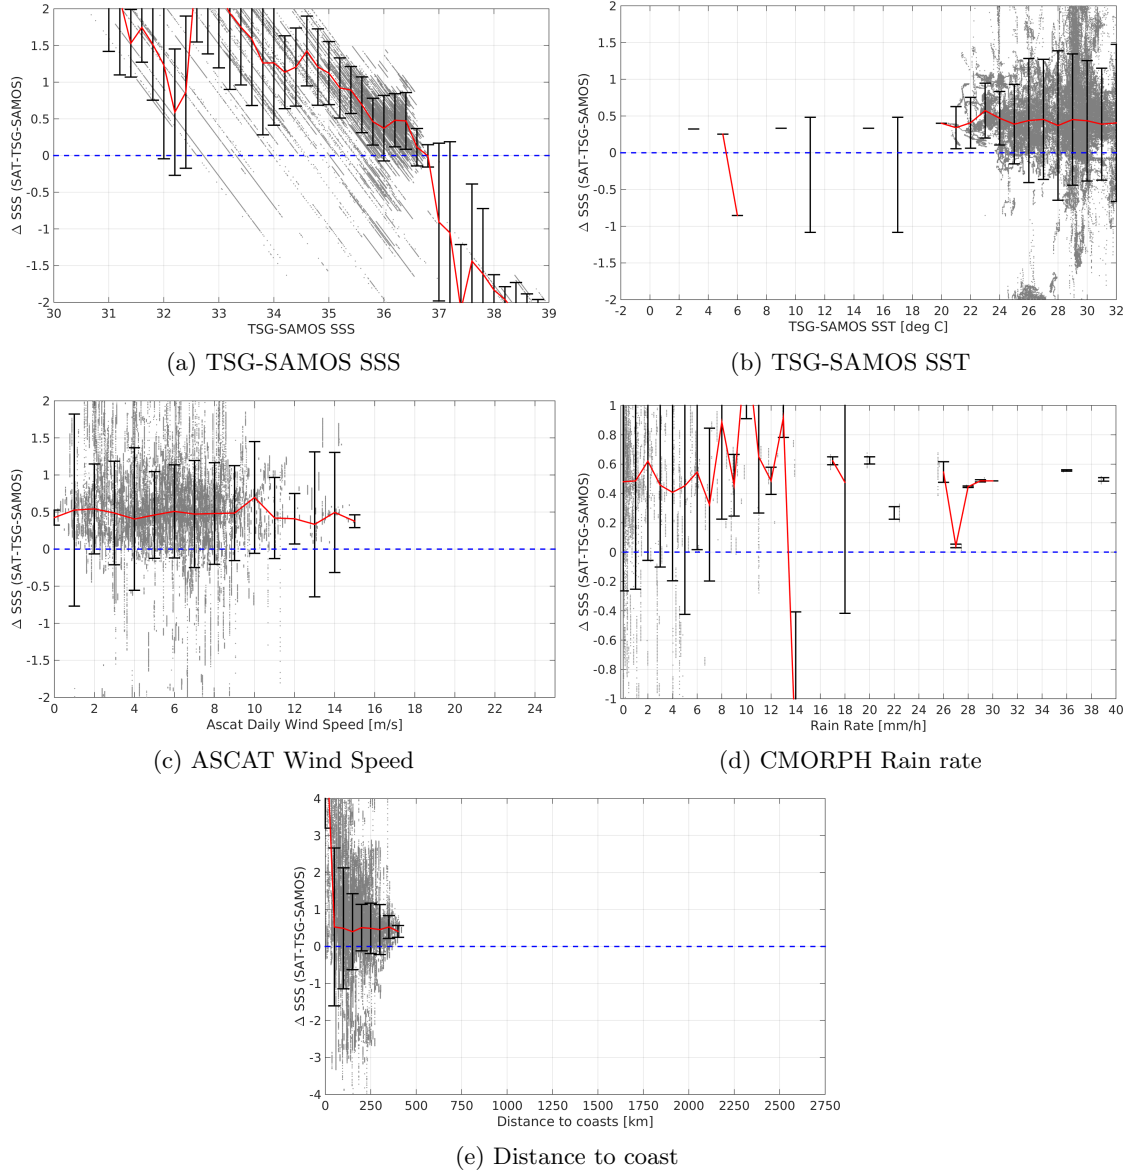 2
1.5
1
0.5
0
-0.5
-1
-1.5
-2
Δ SSS (SAT-TSG-SAMOS)
30 31 32 33 34 35 36 37 38 39
TSG-SAMOS SSS
(a) TSG-SAMOS SSS
2
1.5
1
0.5
0
0.5
1
1.5
2
Δ SSS (SAT-TSG-SAMOS)
-2 0 2 4 6 8 10 12 14 16 18 20 22 24 26 28 30 32
TSG-SAMOS SST [deg C]
(b) TSG-SAMOS SST
2
1.5
1
0.5
0
-0.5
-1
-1.5
-2
Δ SSS (SAT-TSG-SAMOS)
0 2 4 6 8 10 12 14 16 18 20 22 24
Ascat Daily Wind Speed [m/s]
(c) ASCAT Wind Speed
1
0.8
0.6
0.4
0.2
0
-0.2
-0.4
-0.6
-0.8
-1
Δ SSS (SAT-TSG-SAMOS)
0 2 4 6 8 10 12 14 16 18 20 22 24 26 28 30 32 34 36 38 40
Rain Rate [mm/h]
(d) CMORPH Rain rate
4
3
2
1
0
-1
-2
-3
-4
Δ SSS (SAT-TSG-SAMOS)
0 250 500 750 1000 1250 1500 1750 2000 2250 2500 2750
Distance to coasts [km]
(e) Distance to coast